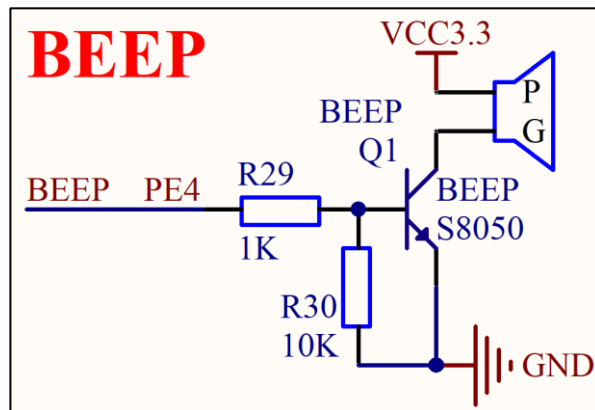 BEEP
VCC3.3
P
G
BEEP
Q1
BEEP PE4
R29
1K
BEEP
S8050
R30
10K
GND